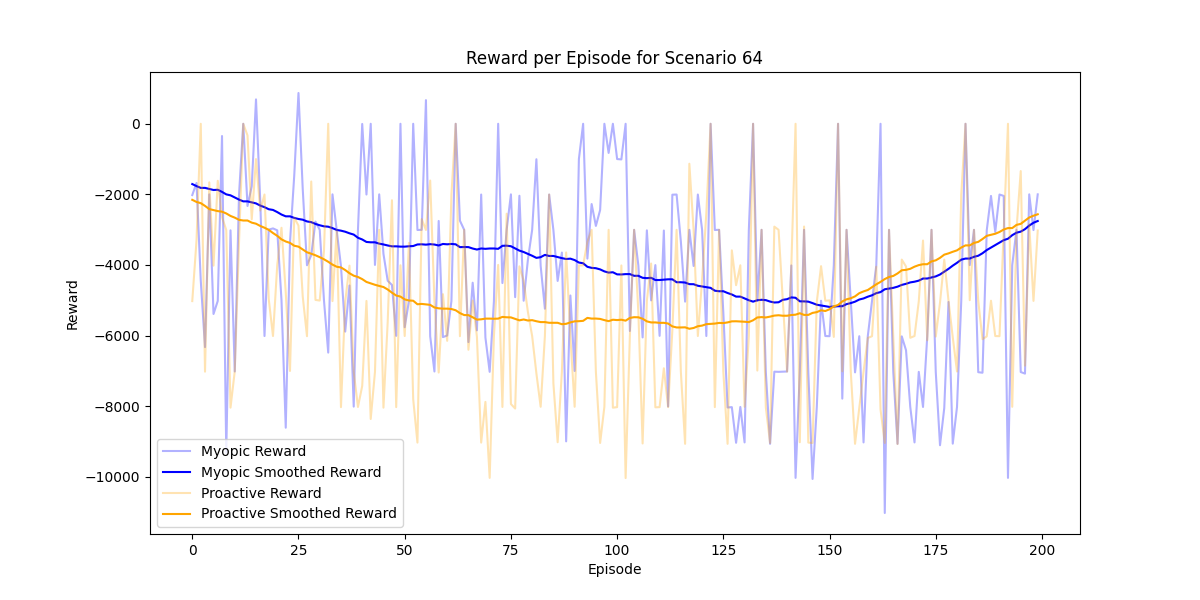 Reward per Episode for Scenario 64
Reward
0
−2000
−4000
−6000
−8000
−10000
Myopic Reward
Myopic Smoothed Reward
Proactive Reward
Proactive Smoothed Reward
0 25 50 75 100 125 150 175 200
Episode